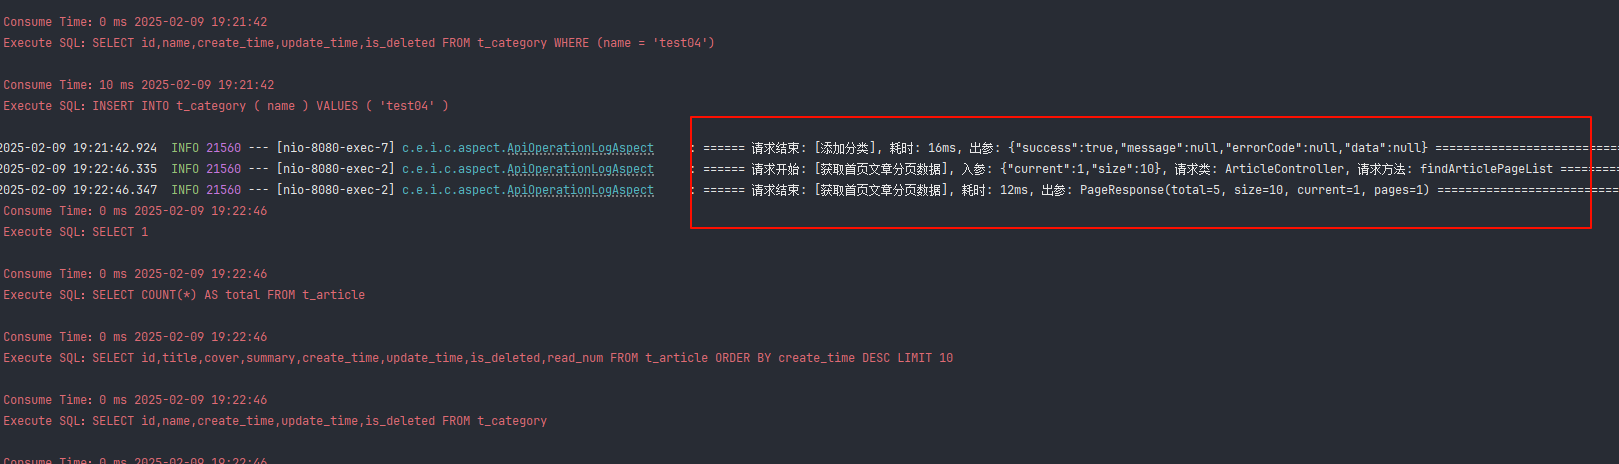 Consume Time: 0 ms 2025-02-09 19:21:42
Execute SQL: SELECT id,name,create_time,update_time,is_deleted FROM t_category WHERE (name = 'test04')
Consume Time: 10 ms 2025-02-09 19:21:42
Execute SQL: INSERT INTO t_category ( name ) VALUES ( 'test04' )
2025-02-09 19:21:42.924 INFO 21560 --- [nio-8080-exec-7] c.e.i.c.aspect.ApiOperationLogAspect : ====== 请求结束: [添加分类], 耗时: 16ms, 出参: {"success":true,"message":null,"errorCode":null,"data":null} ==========================
2025-02-09 19:22:46.335 INFO 21560 --- [nio-8080-exec-2] c.e.i.c.aspect.ApiOperationLogAspect : ====== 请求开始: [获取首页文章分页数据], 入参: {"current":1,"size":10}, 请求类: ArticleController, 请求方法: findArticlePageList =========
2025-02-09 19:22:46.347 INFO 21560 --- [nio-8080-exec-2] c.e.i.c.aspect.ApiOperationLogAspect : ====== 请求结束: [获取首页文章分页数据], 耗时: 12ms, 出参: PageResponse(total=5, size=10, current=1, pages=1) ==========================
Consume Time: 0 ms 2025-02-09 19:22:46
Execute SQL: SELECT 1
Consume Time: 0 ms 2025-02-09 19:22:46
Execute SQL: SELECT COUNT(*) AS total FROM t_article
Consume Time: 0 ms 2025-02-09 19:22:46
Execute SQL: SELECT id,title,cover,summary,create_time,update_time,is_deleted,read_num FROM t_article ORDER BY create_time DESC LIMIT 10
Consume Time: 0 ms 2025-02-09 19:22:46
Execute SQL: SELECT id,name,create_time,update_time,is_deleted FROM t_category
Consume Time: 0 ms 2025-02-09 19:22:46